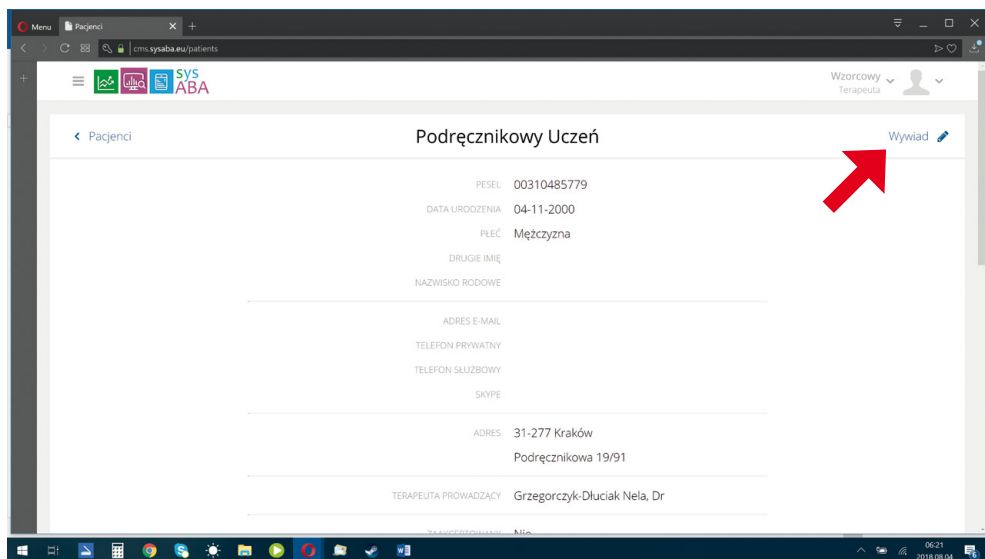 Menu Pacjenci
cms.sysaba.eu/patients
sys
ABA
Wzorcowy
Terapeuta
Pacjenci
Podręcznikowy Uczeń
Wywiad
PESEL 00310485779
DATA URODZENIA 04-11-2000
PŁEĆ Mężczyzna
DRUGIE IMIĘ
NAZWISKO RODOWE
ADRES E-MAIL
TELEFON PRYWATNY
TELEFON SŁUŻBOWY
SKYPE
ADRES 31-277 Kraków
Podręcznikowa 19/91
TERAPEUTA PROWADZĄCY Grzegorczyk-Dłuciak Nela, Dr
ZAAKCEPTOWANY Nie
06:21
2018.08.04